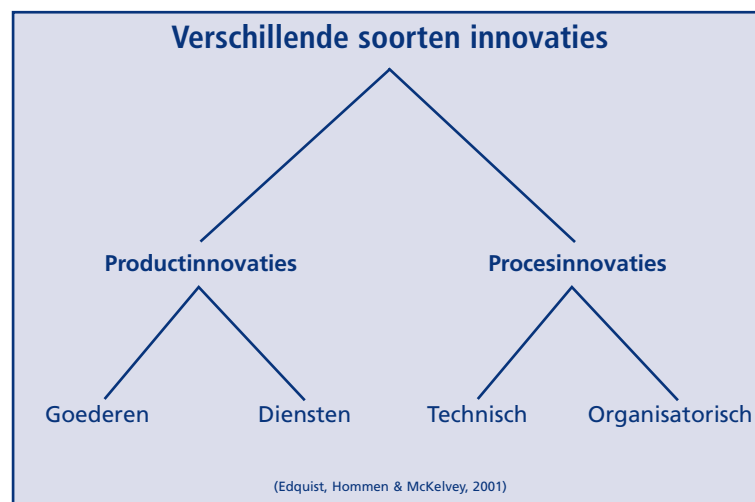 Verschillende soorten innovaties
Productinnovaties
Procesinnovaties
Goederen
Diensten
Technisch
Organisatorisch
(Edquist, Hommen & McKelvey, 2001)